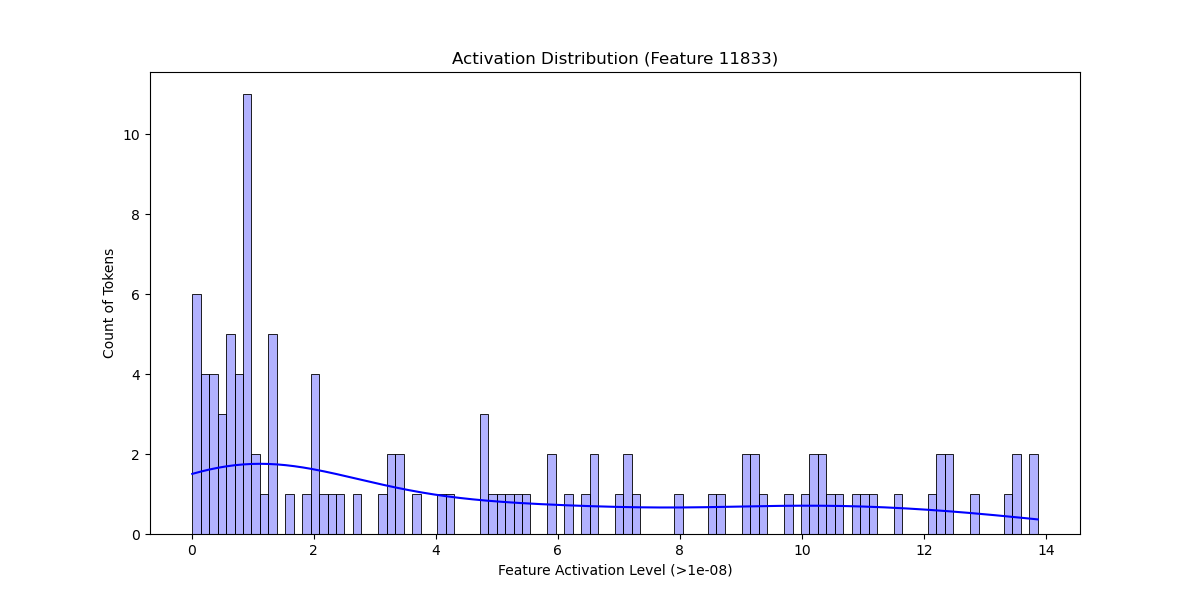 Activation Distribution (Feature 11833)
Count of Tokens
10
8
6
4
2
0
0 2 4 6 8 10 12 14
Feature Activation Level (>1e-08)